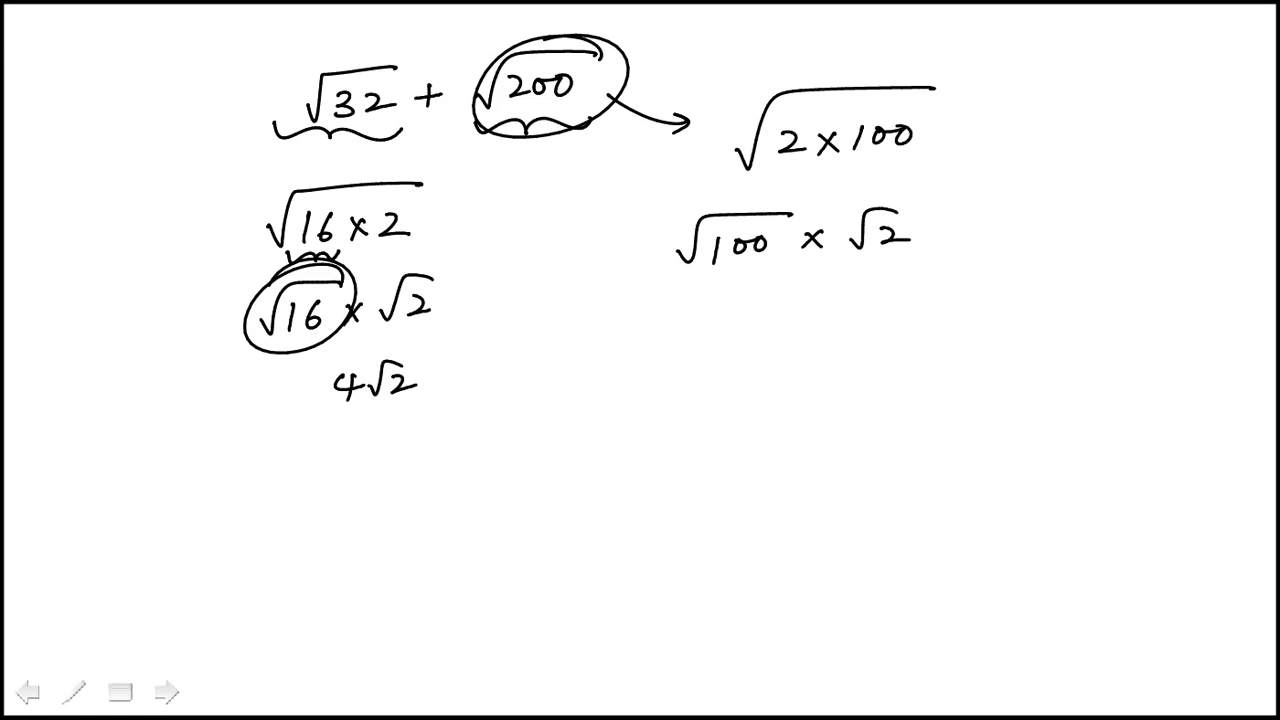 √32 + √200
√2 × 100
√16 × 2
√100 × √2
√16 × √2
4√2